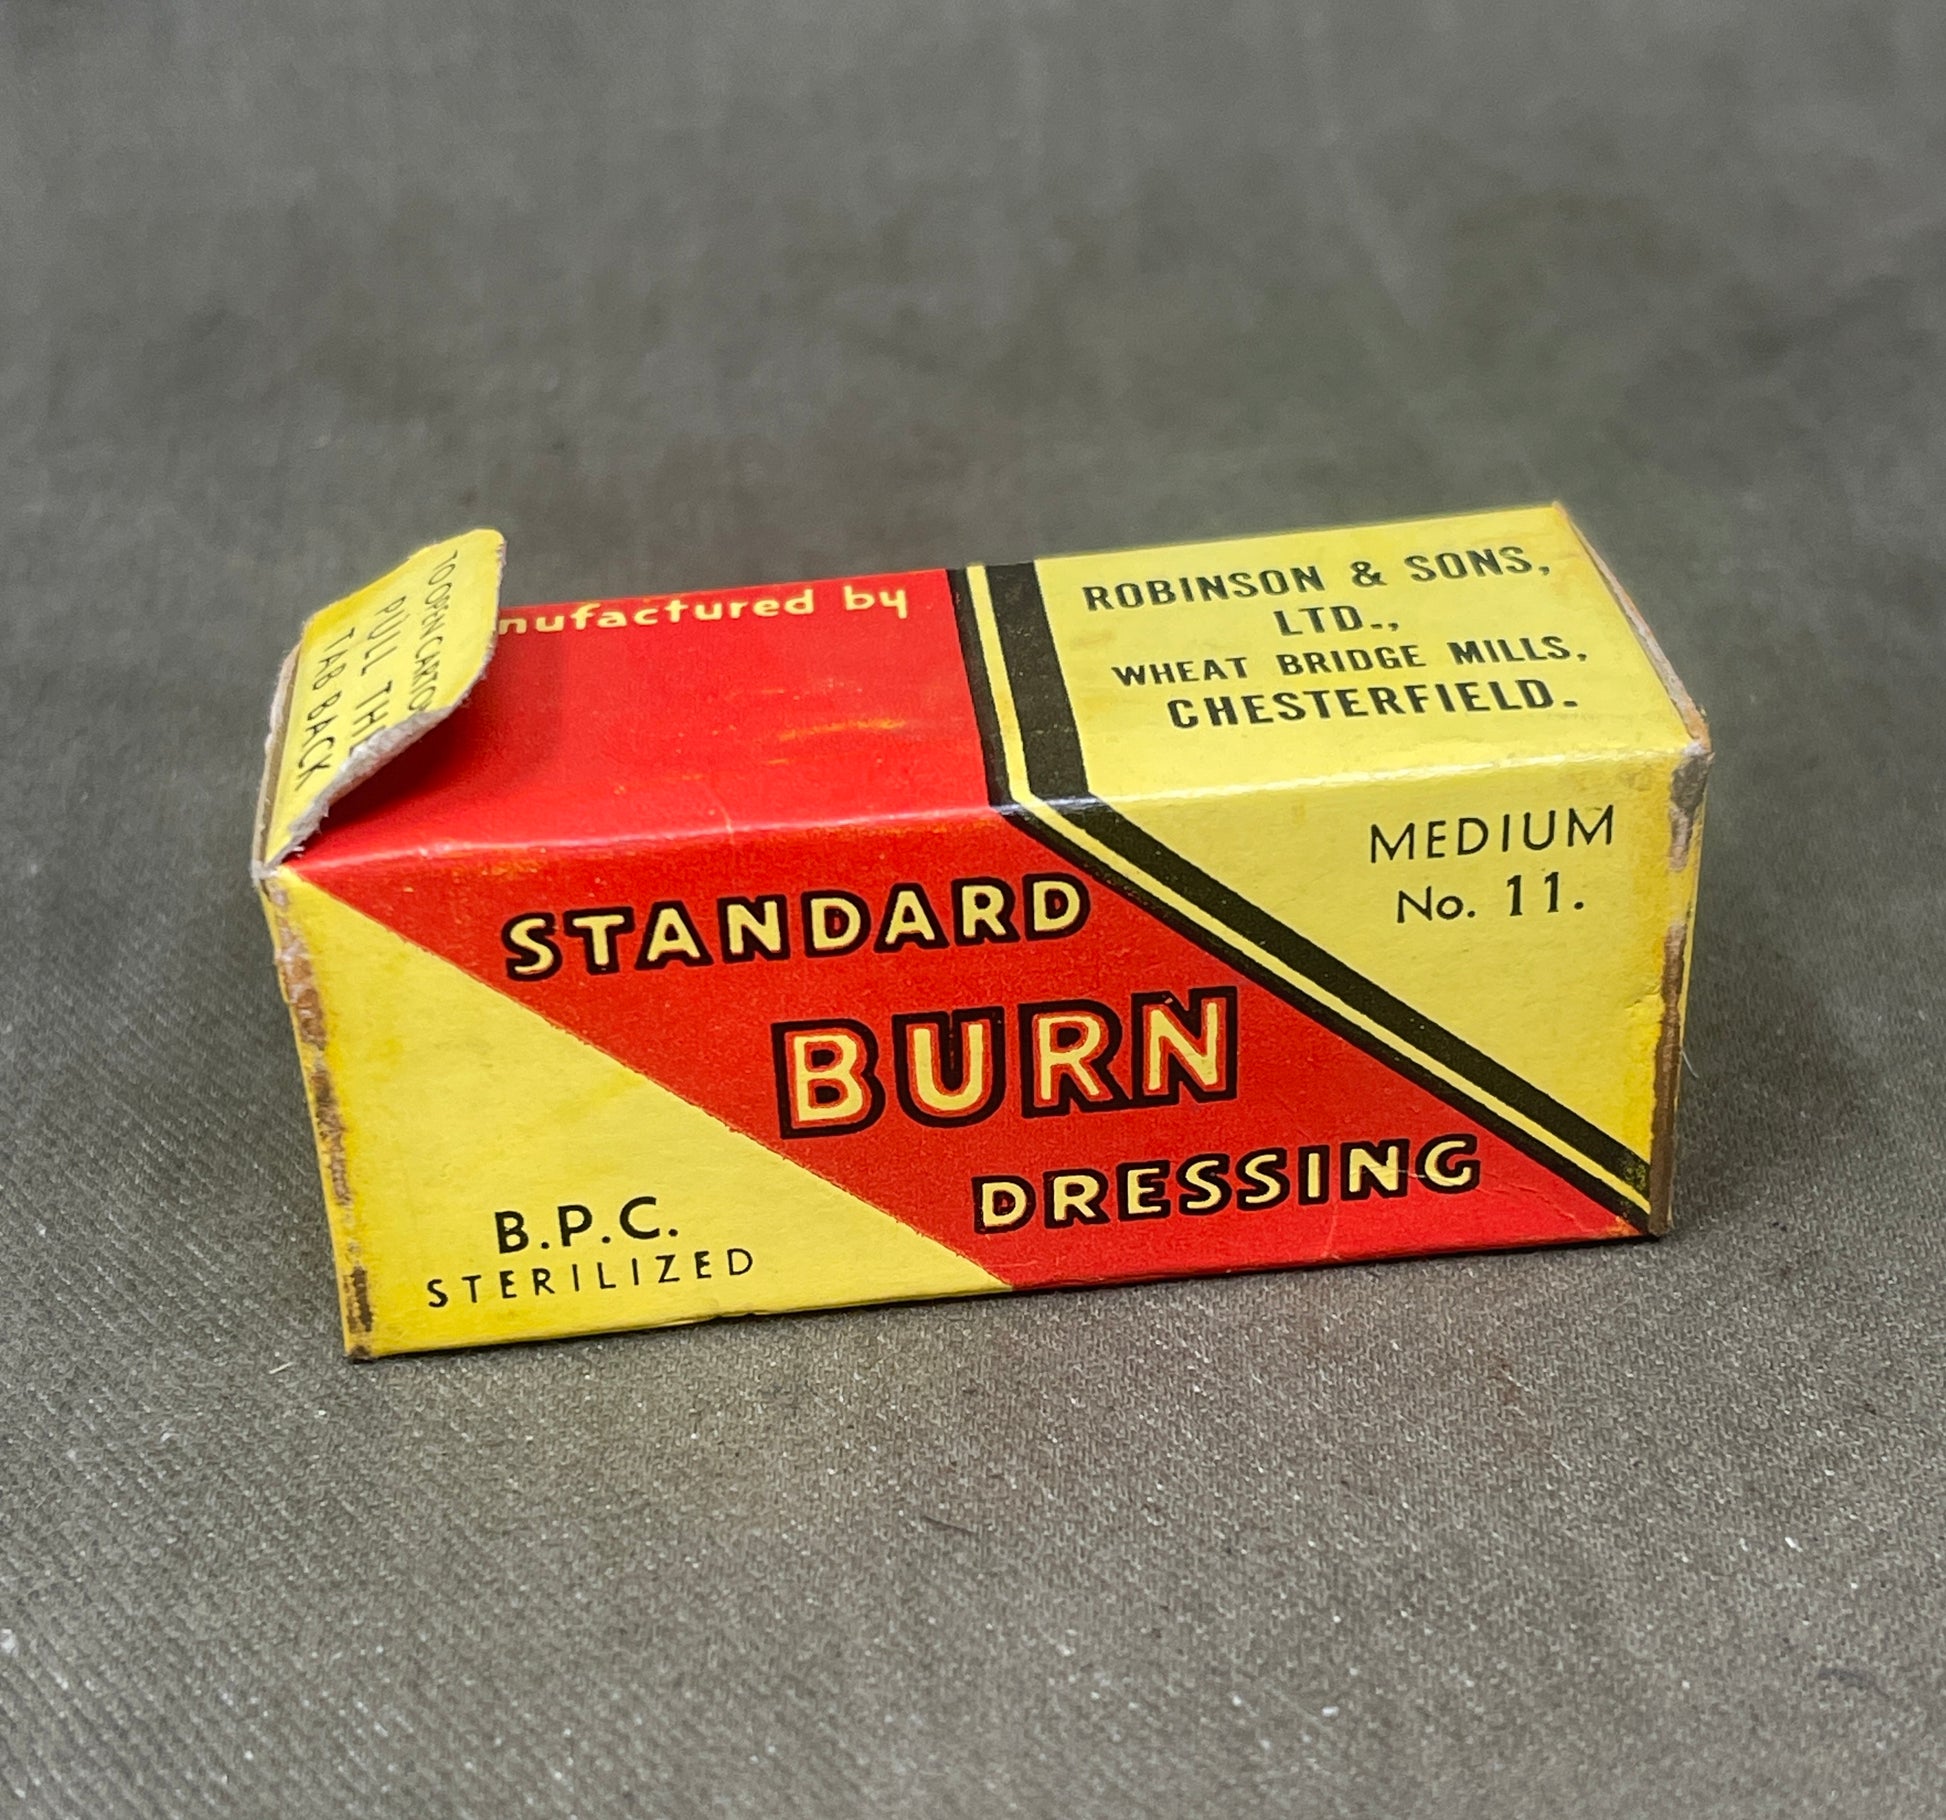 TO OPEN CARTON
PULL THE
TAB BACK
nufactured by
ROBINSON & SONS,
LTD.,
WHEAT BRIDGE MILLS,
CHESTERFIELD.
MEDIUM
No. 11.
STANDARD
BURN
DRESSING
B.P.C.
STERILIZED